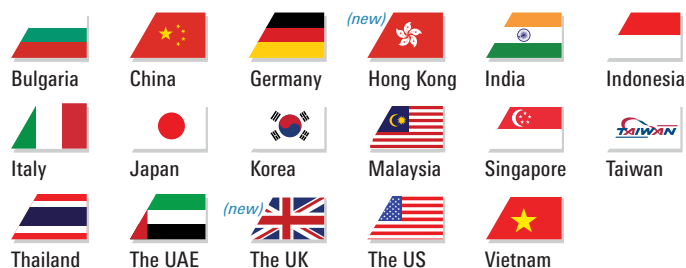 (new)
Bulgaria China Germany Hong Kong India Indonesia
TAIWAN
Italy Japan Korea Malaysia Singapore Taiwan
(new)
Thailand The UAE The UK The US Vietnam